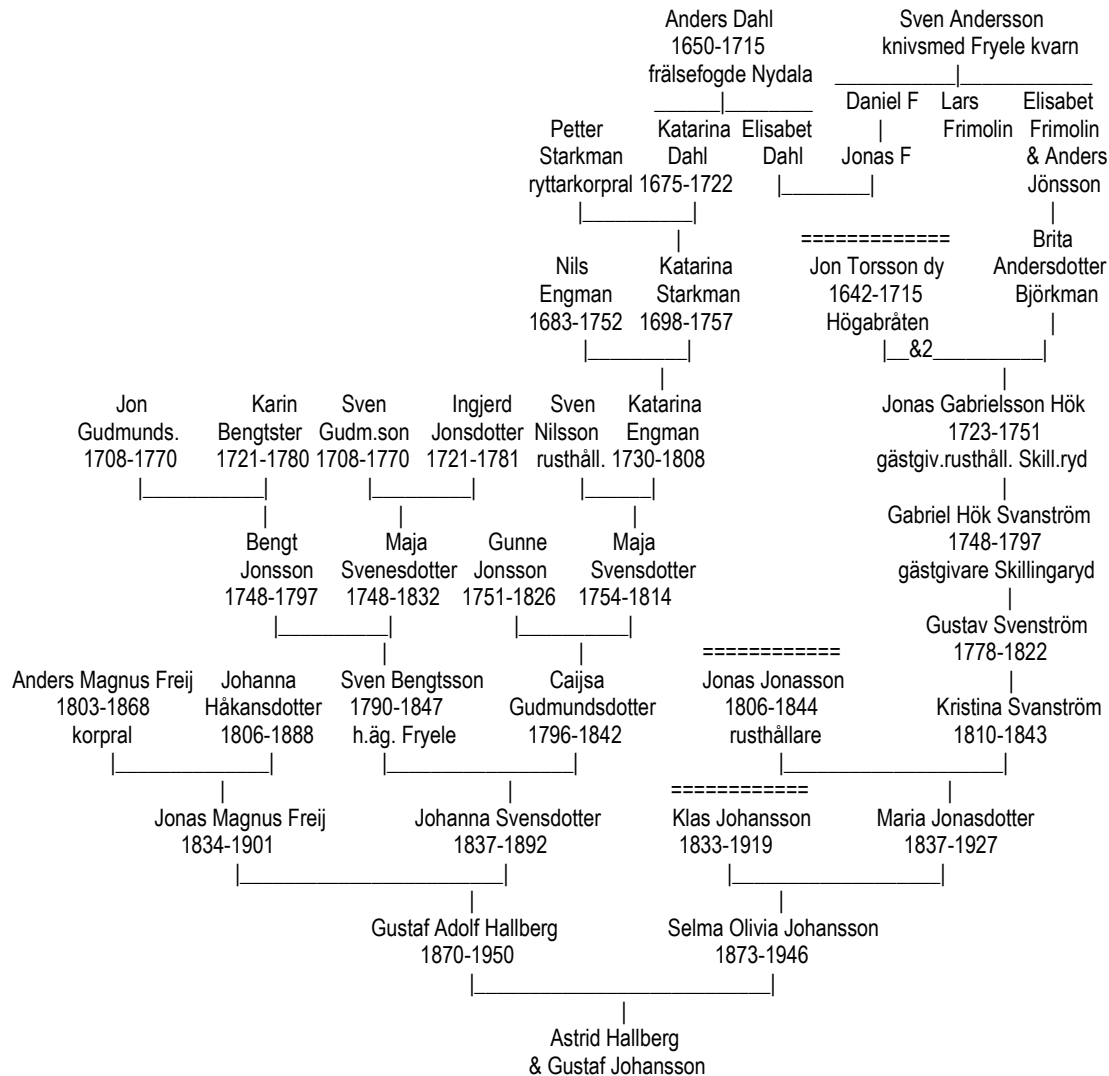 Anders Dahl Sven Andersson
1650-1715 knivsmed Fryele kvarn
frälsefogde Nydala
Daniel F Lars Elisabet
Petter Katarina Elisabet Frimolin Frimolin
Starkman Dahl Dahl Jonas F & Anders
ryttarkorpral 1675-1722 Jönsson
============= Brita
Nils Katarina Jon Torsson dy Andersdotter
Engman Starkman 1642-1715 Björkman
1683-1752 1698-1757 Högabråten
&2
Jon Karin Sven Ingjerd Sven Katarina Jonas Gabrielsson Hök
Gudmunds. Bengtster Gudm.son Jonsdotter Nilsson Engman 1723-1751
1708-1770 1721-1780 1708-1770 1721-1781 rusthåll. 1730-1808 gästgiv.rusthåll. Skill.ryd
Gabriel Hök Svanström
Bengt Maja Gunne Maja 1748-1797
Jonsson Svenesdotter Jonsson Svensdotter gästgivare Skillingaryd
1748-1797 1748-1832 1751-1826 1754-1814
Gustav Svenström
============ 1778-1822
Anders Magnus Freij Johanna Sven Bengtsson Caijsa Jonas Jonasson
1803-1868 Håkansdotter 1790-1847 Gudmundsdotter 1806-1844 Kristina Svanström
korpral 1806-1888 h.äg. Fryele 1796-1842 rusthållare 1810-1843
============
Jonas Magnus Freij Johanna Svensdotter Klas Johansson Maria Jonasdotter
1834-1901 1837-1892 1833-1919 1837-1927
Gustaf Adolf Hallberg Selma Olivia Johansson
1870-1950 1873-1946
Astrid Hallberg
& Gustaf Johansson